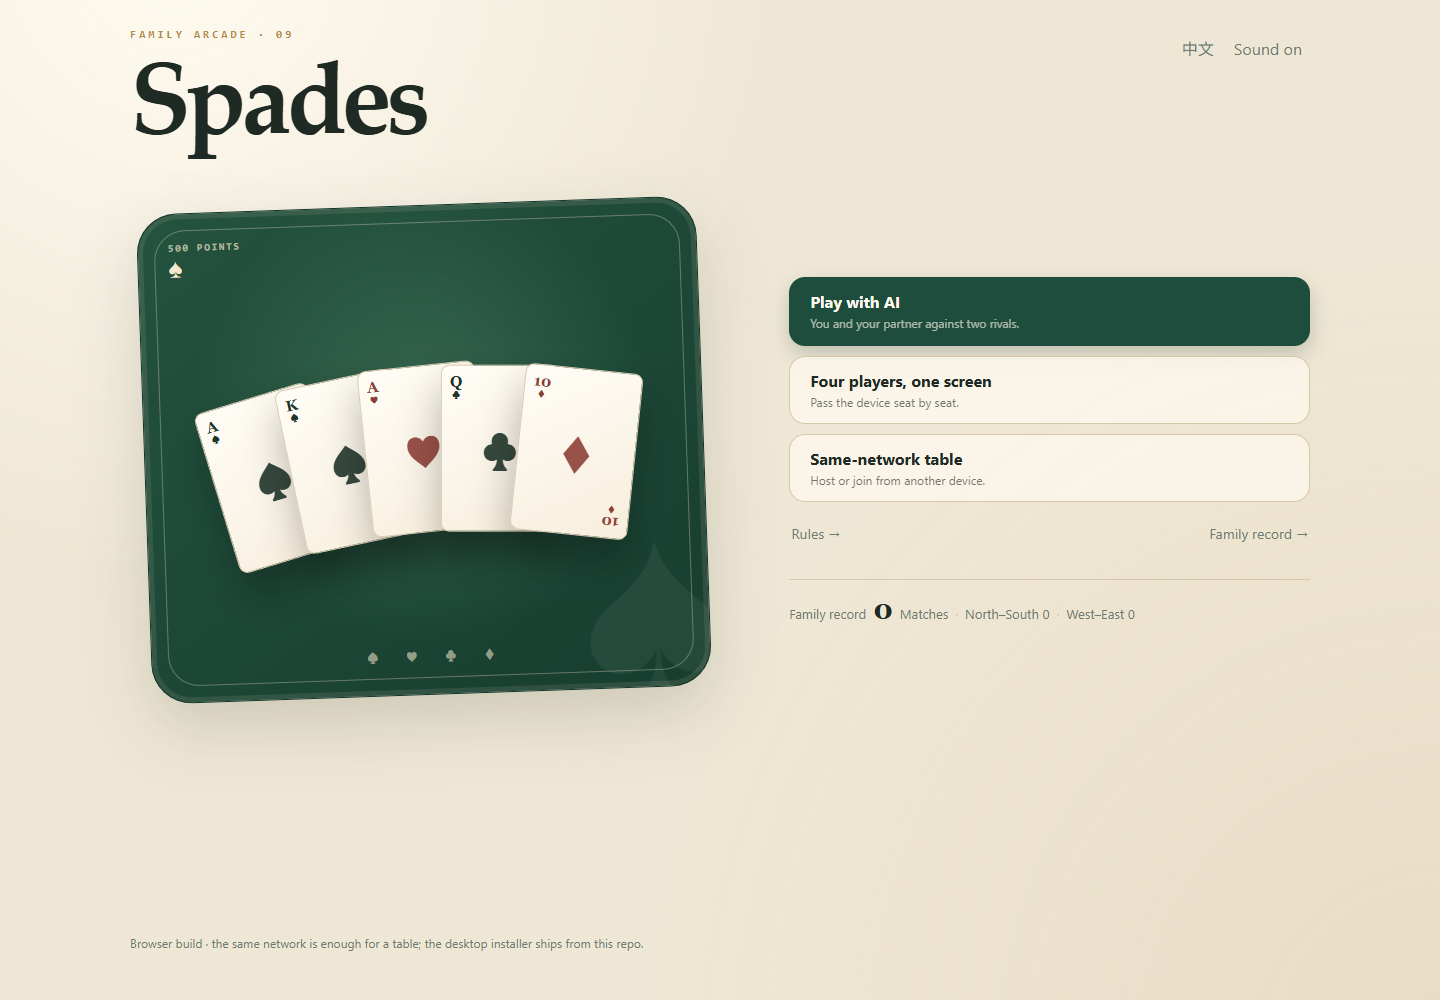 FAMILY ARCADE · 09
Spades
中文 Sound on
500 POINTS
A
K
A
Q
10
10
Play with AI
You and your partner against two rivals.
Four players, one screen
Pass the device seat by seat.
Same-network table
Host or join from another device.
Rules →
Family record →
Family record 0 Matches · North–South 0 · West–East 0
Browser build · the same network is enough for a table; the desktop installer ships from this repo.